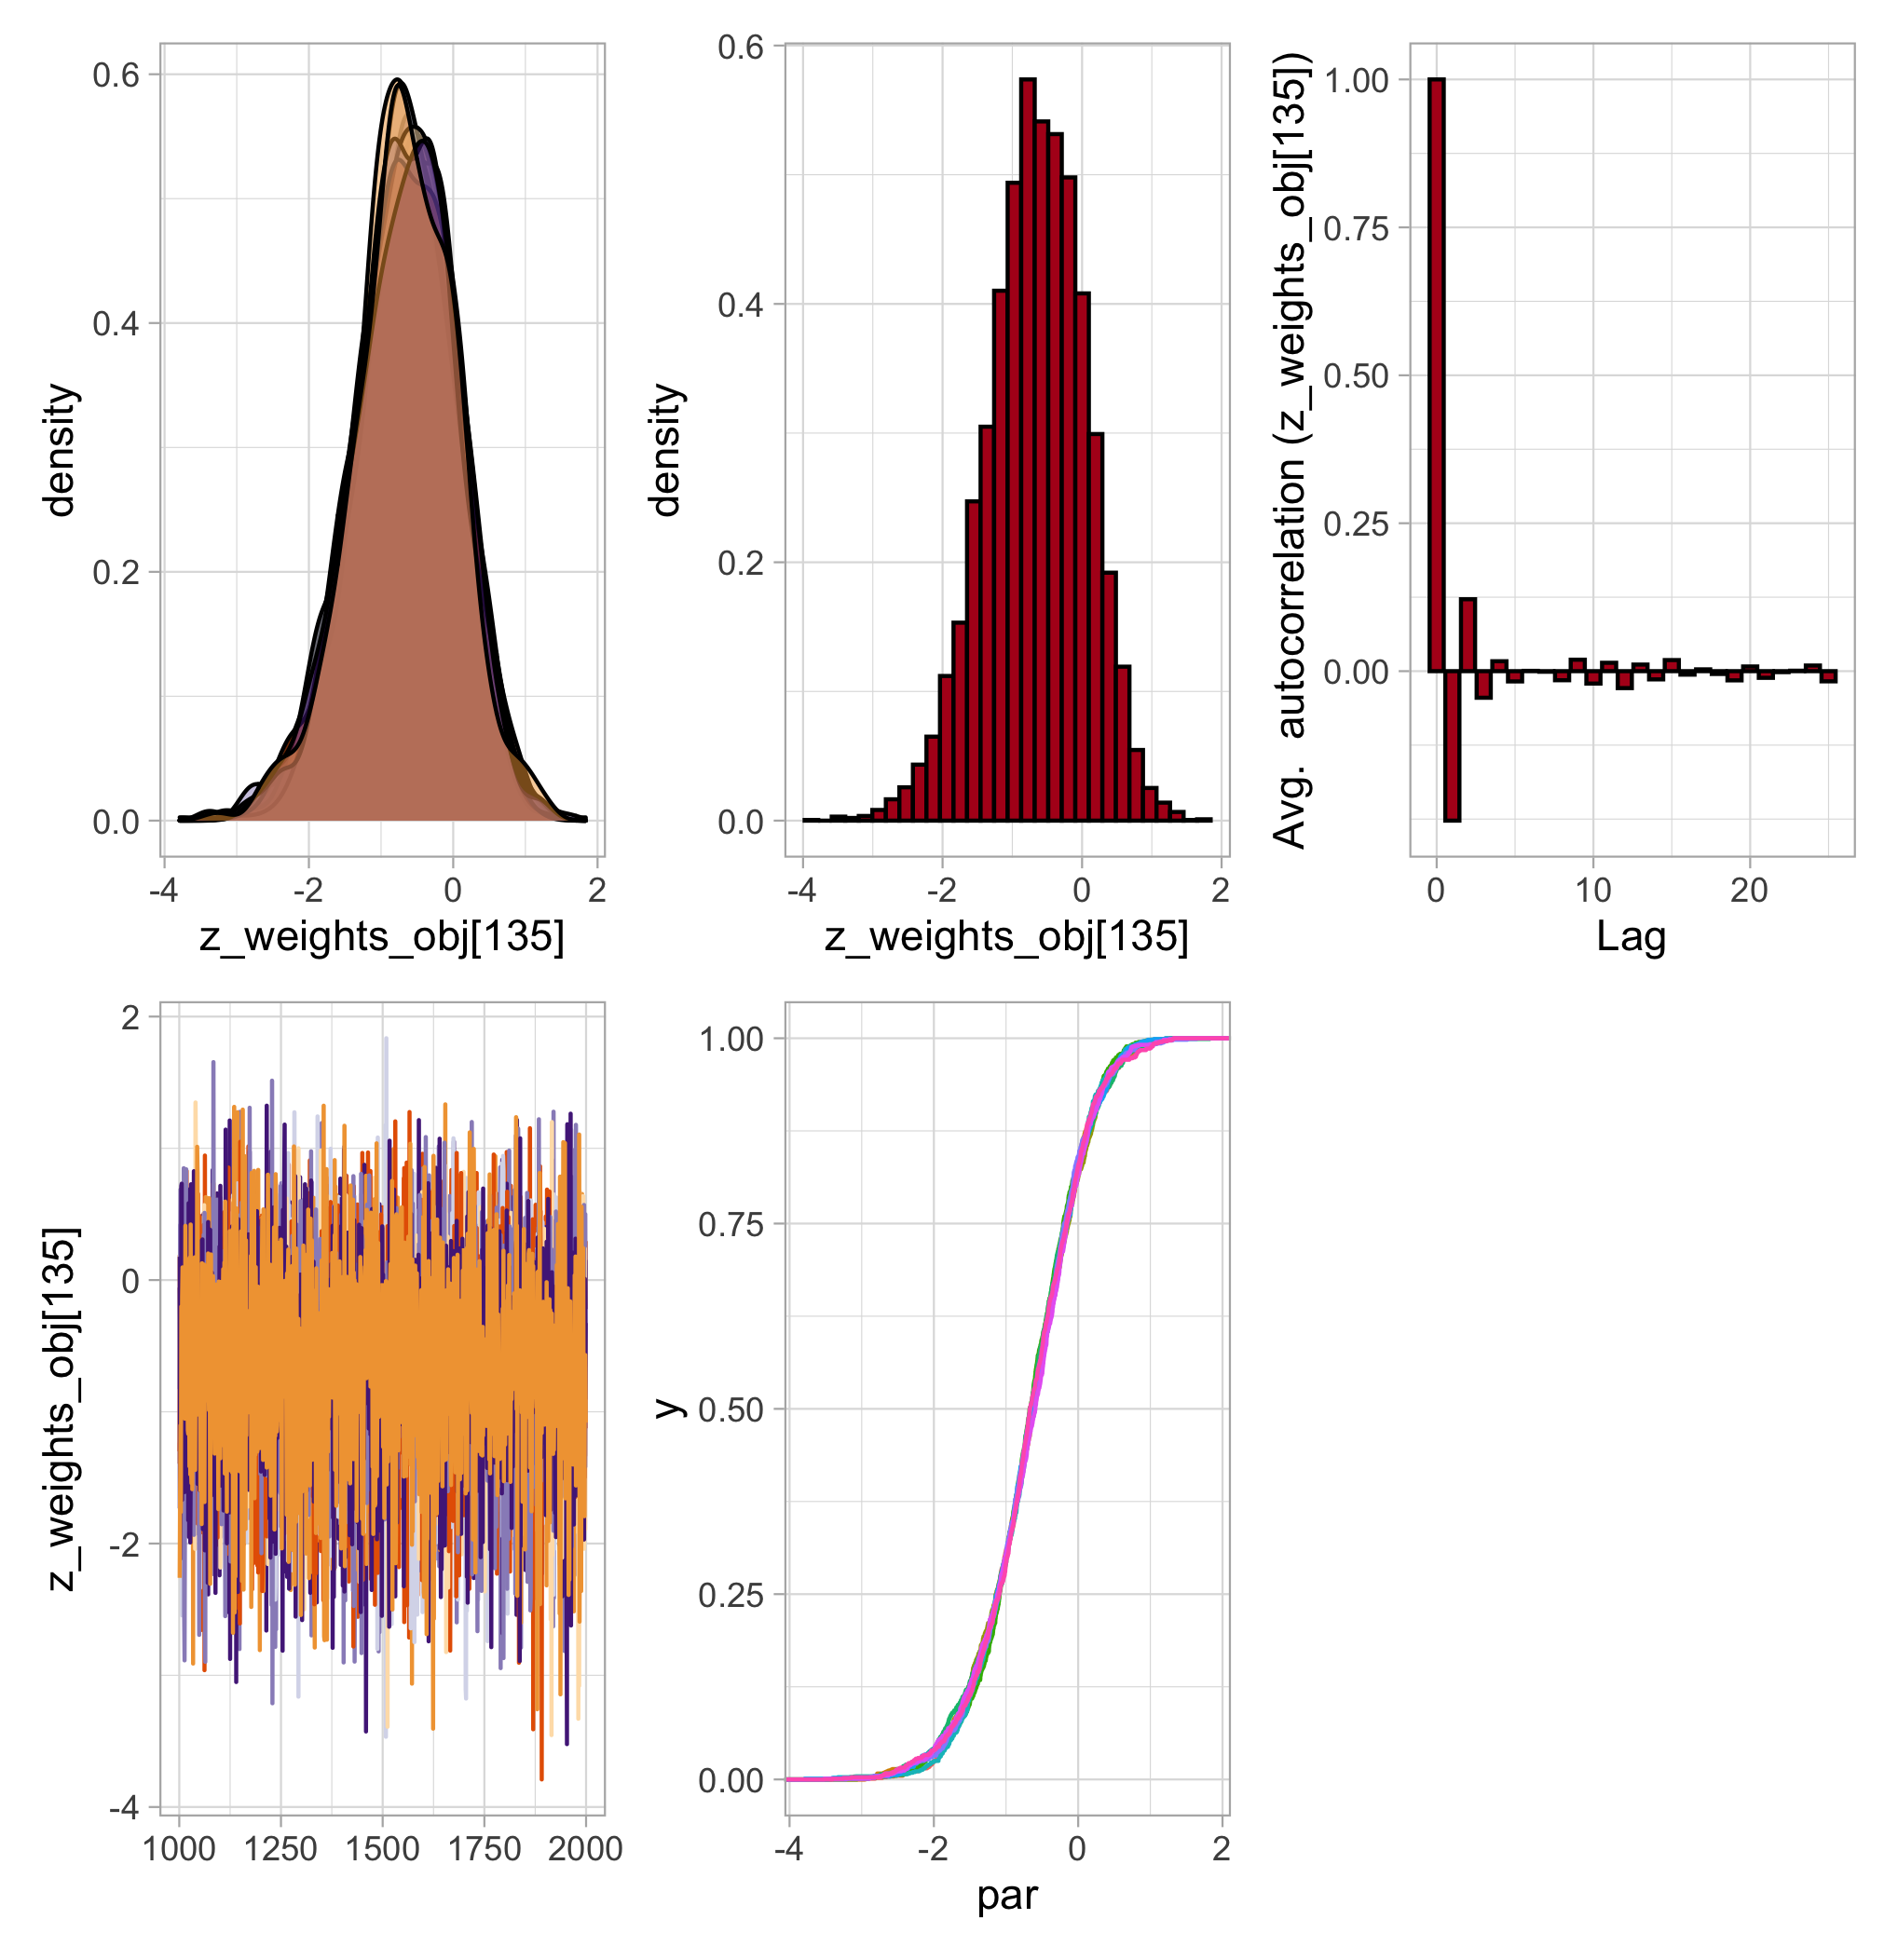 0.6
0.4
0.2
0.0
density
-4 -2 0 2
z_weights_obj[135]
0.6
0.4
0.2
0.0
density
-4 -2 0 2
z_weights_obj[135]
1.00
0.75
0.50
0.25
0.00
Avg. autocorrelation (z_weights_obj[135])
0 10 20
Lag
2
0
-2
-4
z_weights_obj[135]
1000 1250 1500 1750 2000
1.00
0.75
0.50
0.25
0.00
y
-4 -2 0 2
par